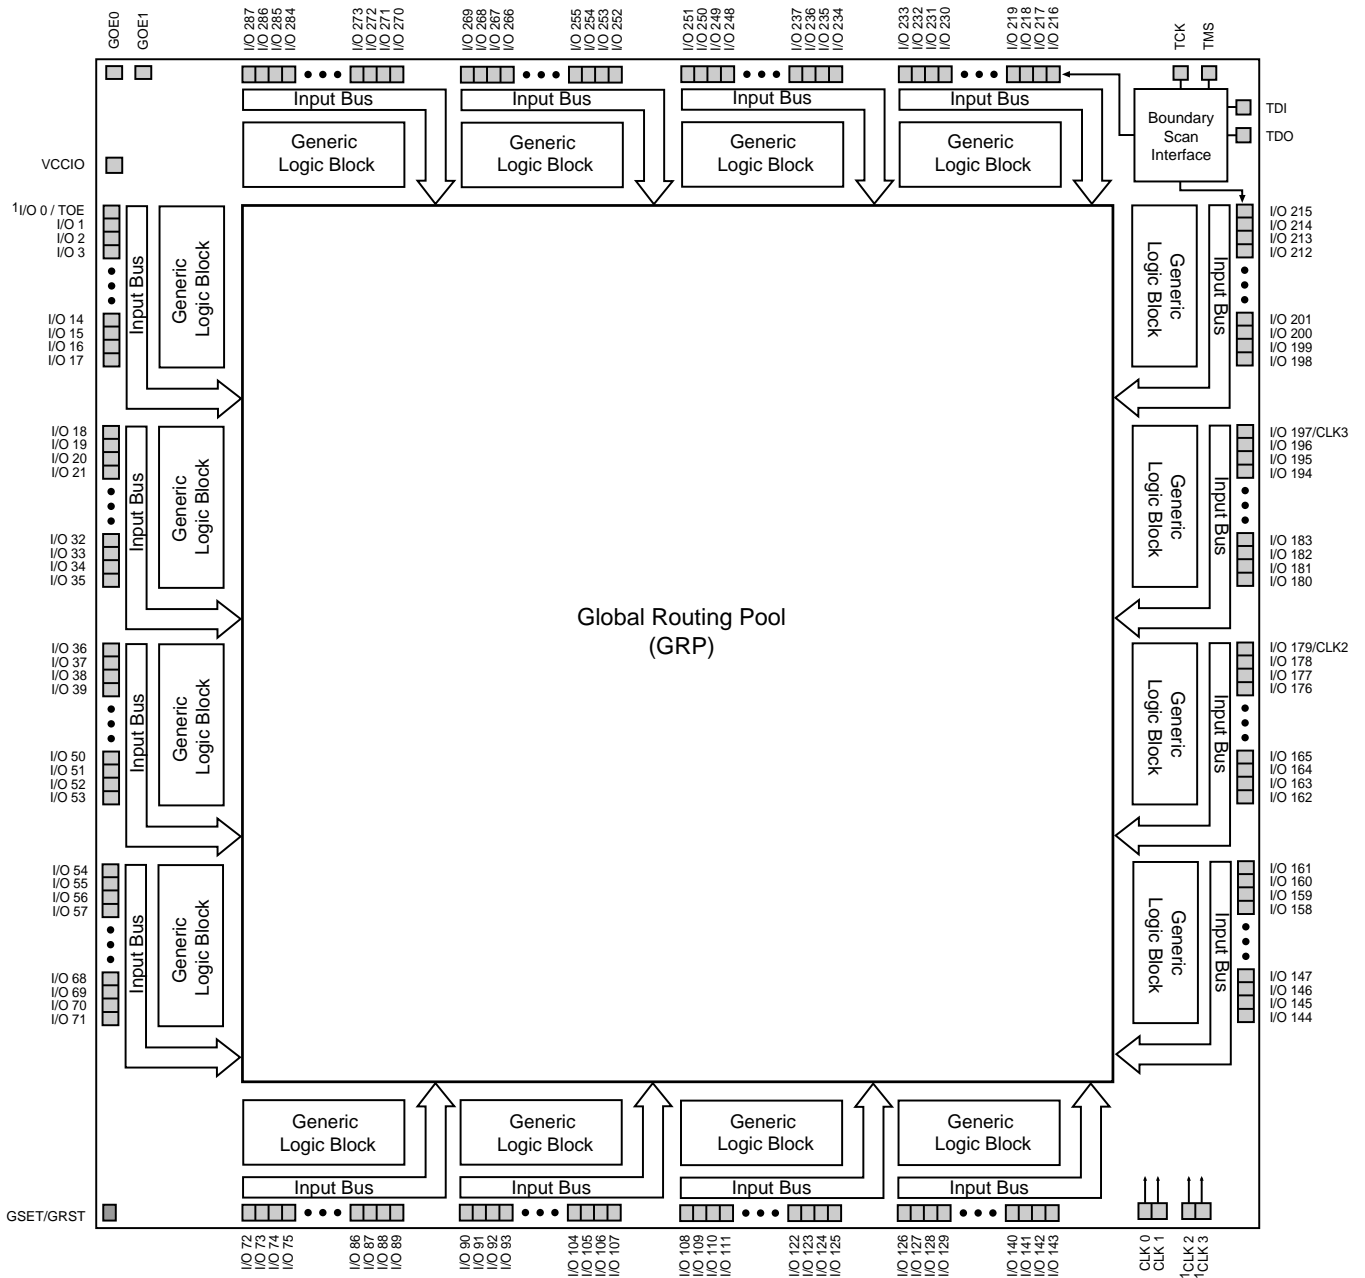 GOE0
GOE1
I/O 287
I/O 286
I/O 285
I/O 284
I/O 273
I/O 272
I/O 271
I/O 270
I/O 269
I/O 268
I/O 267
I/O 266
I/O 255
I/O 254
I/O 253
I/O 252
I/O 251
I/O 250
I/O 249
I/O 248
I/O 237
I/O 236
I/O 235
I/O 234
I/O 233
I/O 232
I/O 231
I/O 230
I/O 219
I/O 218
I/O 217
I/O 216
TCK
TMS
Input Bus
Input Bus
Input Bus
Input Bus
Generic
Logic Block
Generic
Logic Block
Generic
Logic Block
Generic
Logic Block
Boundary
Scan
Interface
TDI
TDO
VCCIO
1I/O 0 / TOE
I/O 1
I/O 2
I/O 3
I/O 14
I/O 15
I/O 16
I/O 17
Input Bus
Generic
Logic Block
I/O 18
I/O 19
I/O 20
I/O 21
I/O 32
I/O 33
I/O 34
I/O 35
Input Bus
Generic
Logic Block
I/O 36
I/O 37
I/O 38
I/O 39
I/O 50
I/O 51
I/O 52
I/O 53
Input Bus
Generic
Logic Block
I/O 54
I/O 55
I/O 56
I/O 57
I/O 68
I/O 69
I/O 70
I/O 71
Input Bus
Generic
Logic Block
Global Routing Pool
(GRP)
Generic
Logic Block
Input Bus
I/O 215
I/O 214
I/O 213
I/O 212
I/O 201
I/O 200
I/O 199
I/O 198
Generic
Logic Block
Input Bus
I/O 197/CLK3
I/O 196
I/O 195
I/O 194
I/O 183
I/O 182
I/O 181
I/O 180
Generic
Logic Block
Input Bus
I/O 179/CLK2
I/O 178
I/O 177
I/O 176
I/O 165
I/O 164
I/O 163
I/O 162
Generic
Logic Block
Input Bus
I/O 161
I/O 160
I/O 159
I/O 158
I/O 147
I/O 146
I/O 145
I/O 144
Generic
Logic Block
Generic
Logic Block
Generic
Logic Block
Generic
Logic Block
Input Bus
Input Bus
Input Bus
Input Bus
GSET/GRST
I/O 72
I/O 73
I/O 74
I/O 75
I/O 86
I/O 87
I/O 88
I/O 89
I/O 90
I/O 91
I/O 92
I/O 93
I/O 104
I/O 105
I/O 106
I/O 107
I/O 108
I/O 109
I/O 110
I/O 111
I/O 122
I/O 123
I/O 124
I/O 125
I/O 126
I/O 127
I/O 128
I/O 129
I/O 140
I/O 141
I/O 142
I/O 143
CLK 0
CLK 1
1CLK 2
1CLK 3